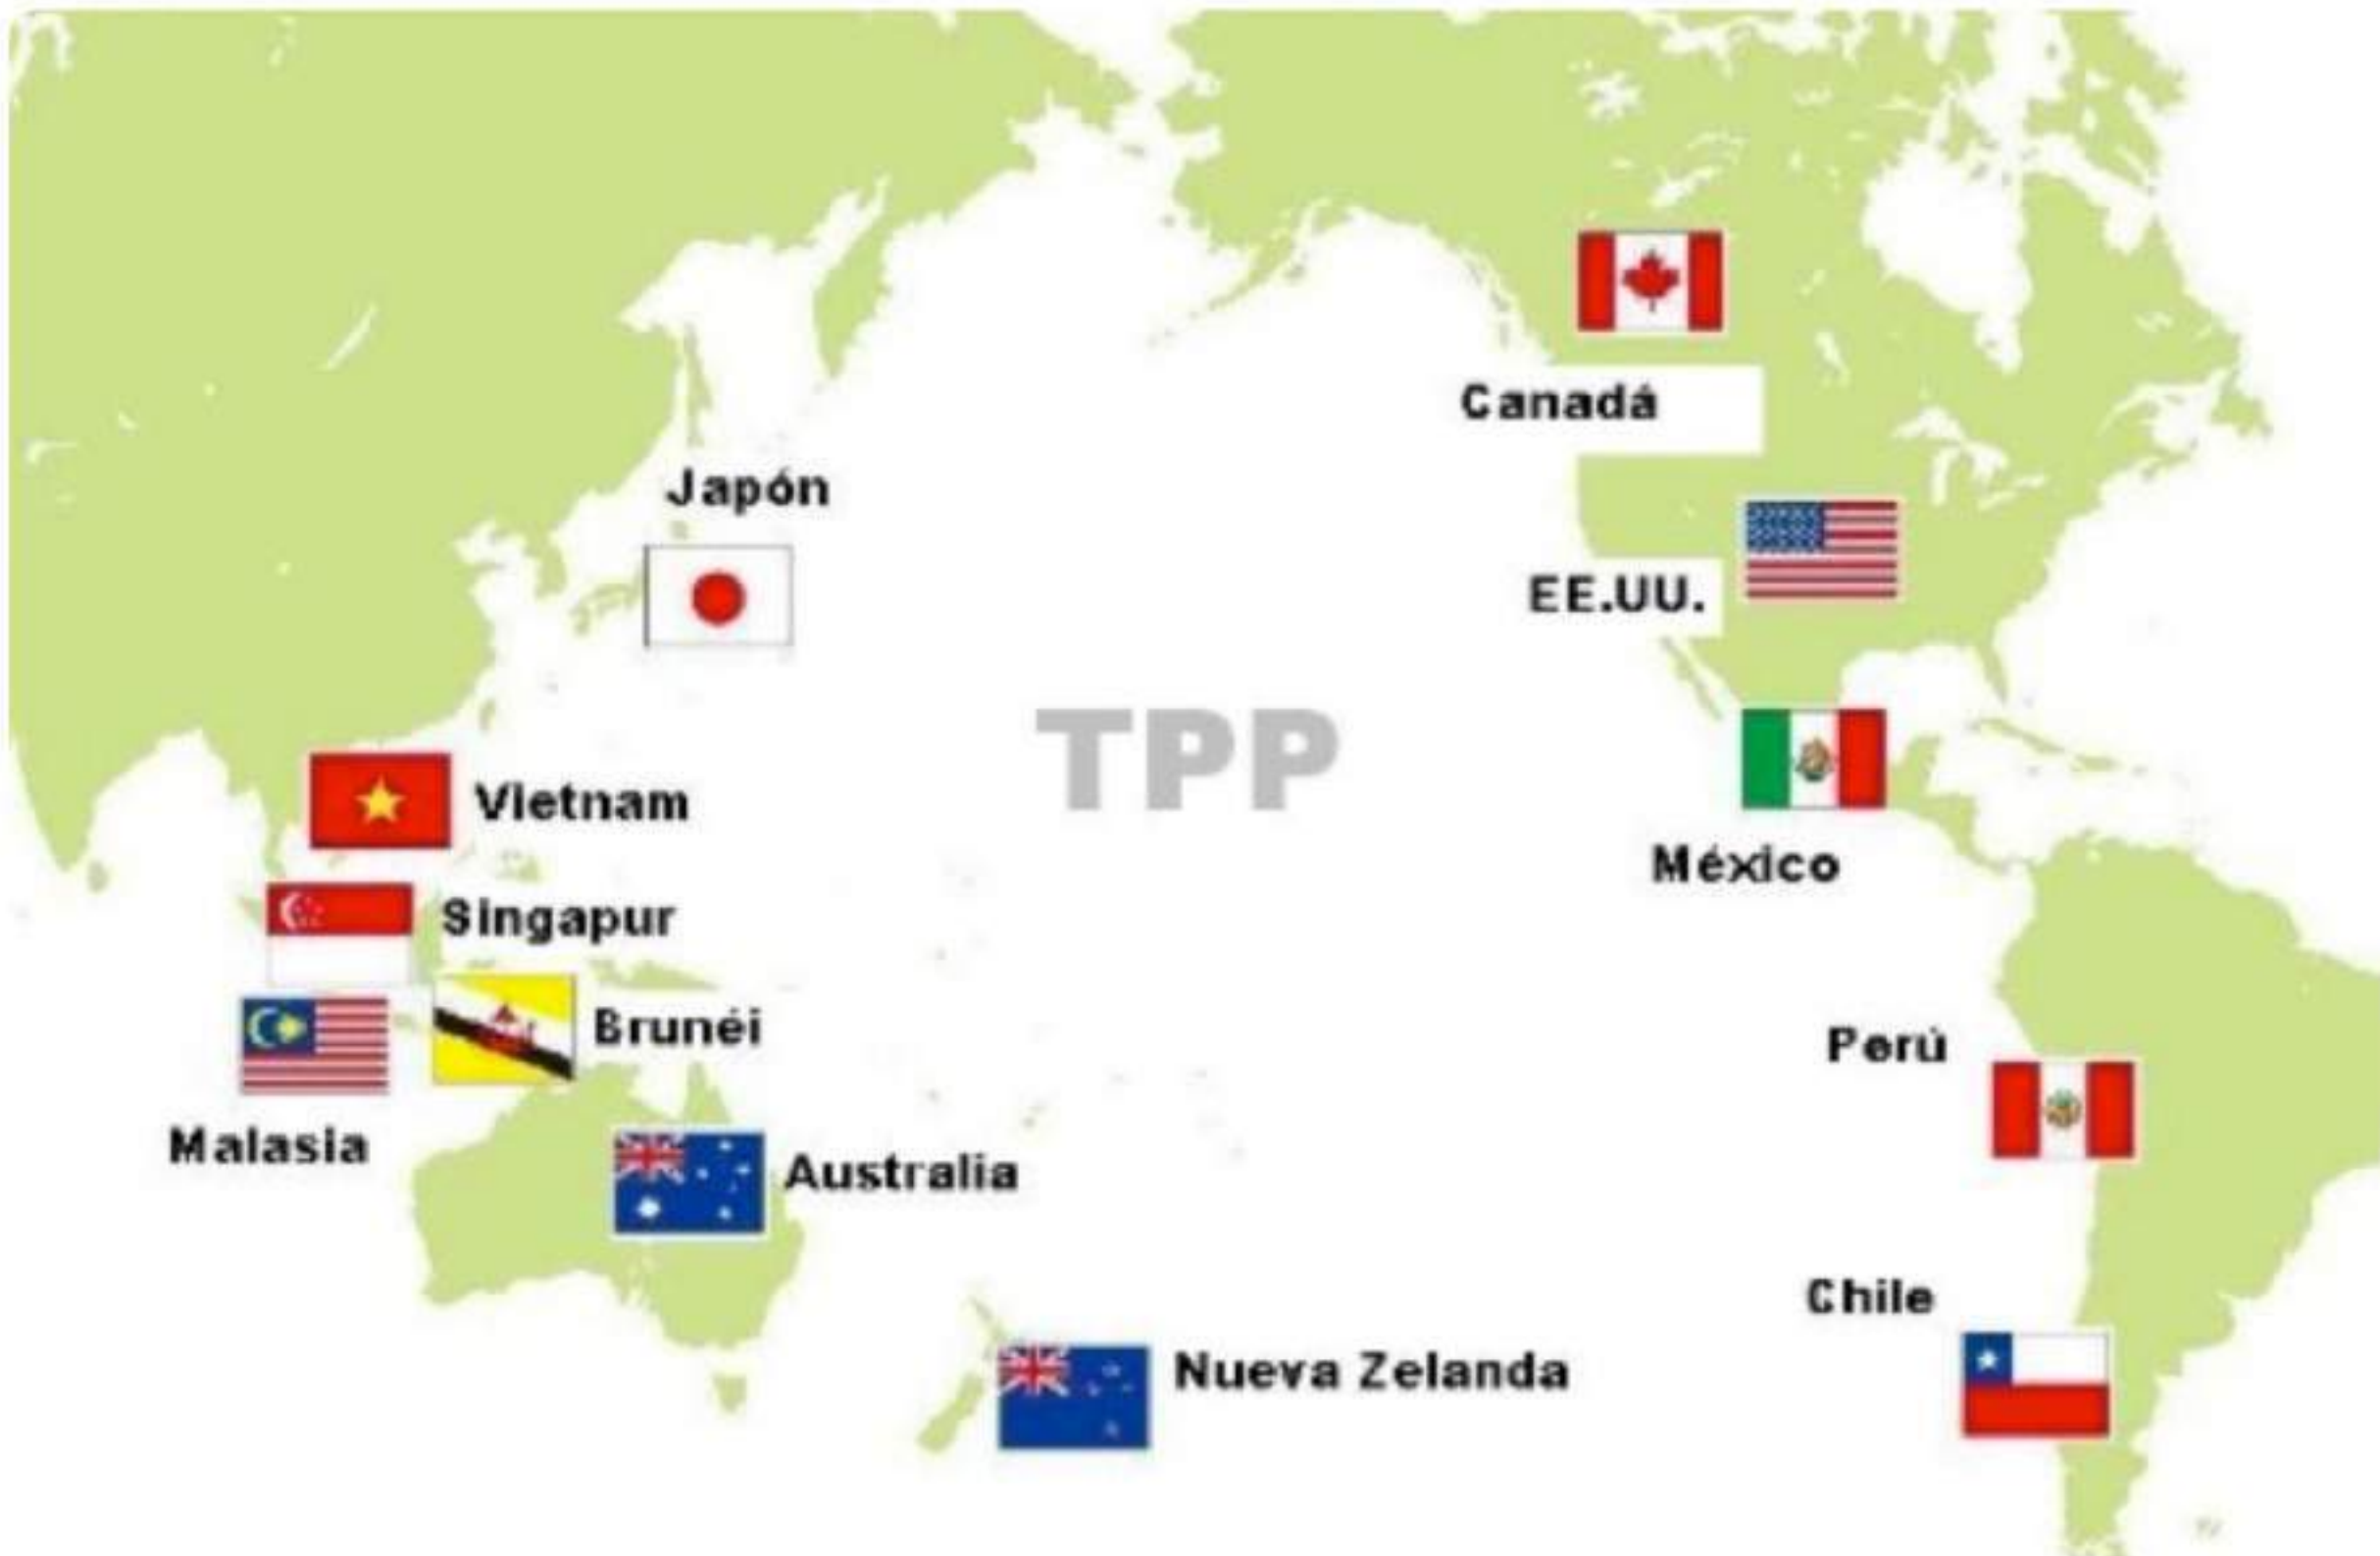 Canadá
Japón
EE.UU.
TPP
Vietnam
México
Singapur
Brunéi
Perú
Malasia
Australia
Chile
Nueva Zelanda